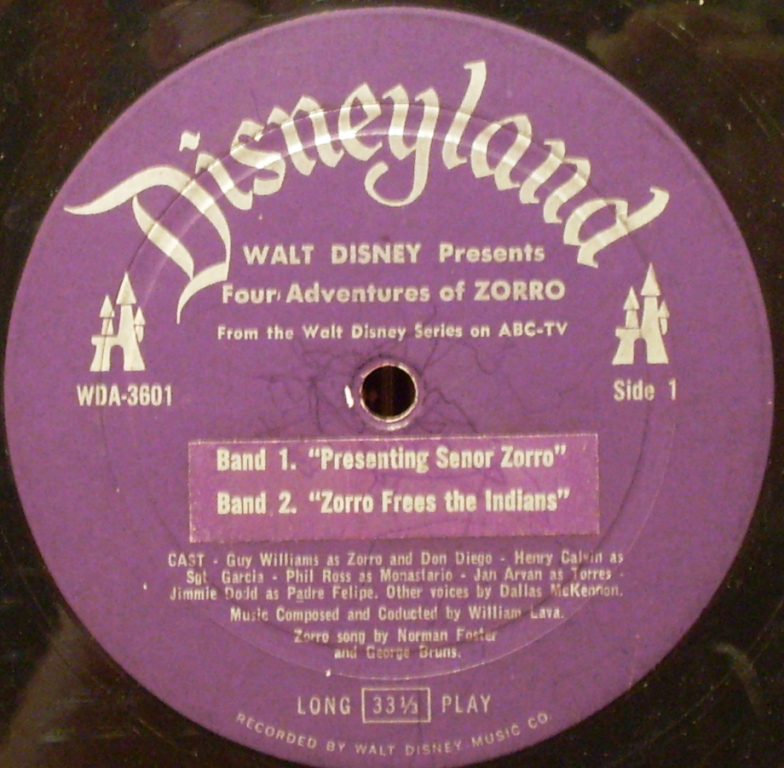 Disneyland
WALT DISNEY Presents
Four Adventures of ZORRO
From the Walt Disney Series on ABC-TV
WDA-3601
Side 1
Band 1. “Presenting Senor Zorro”
Band 2. “Zorro Frees the Indians”
CAST - Guy Williams as Zorro and Don Diego - Henry Calvin as
Sgt. Garcia - Phil Ross as Monastario - Jan Arvan as Torres -
Jimmie Dodd as Padre Felipe. Other voices by Dallas McKennon.
Music Composed and Coducted by William Lava.
Zorro song by Norman Foster
and George Bruns.
LONG 33⅓ PLAY
RECORDED BY WALT DISNEY MUSIC CO.